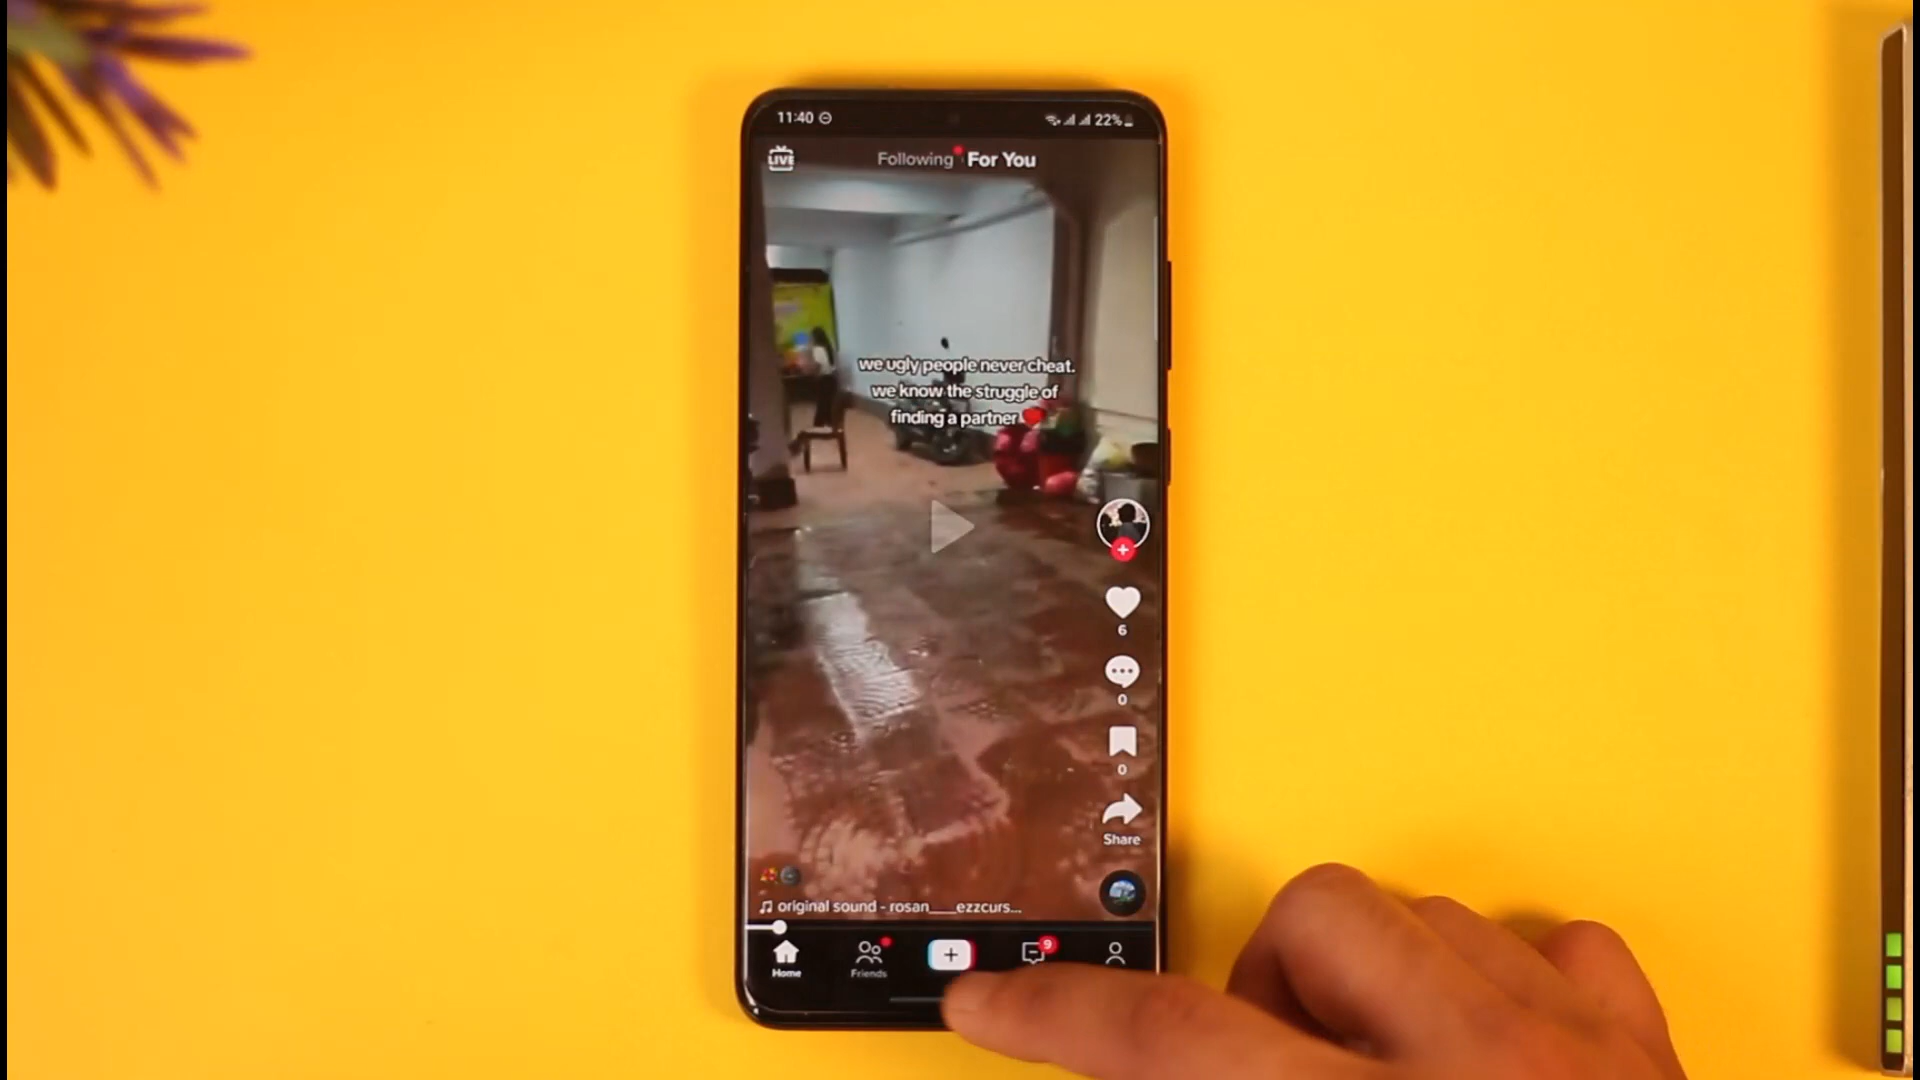 11:40
22%
LIVE
Following
For You
we ugly people never cheat.
we know the struggle of
finding a partner
6
0
0
Share
original sound - rosan___ezzcurs...
9
Home
Friends